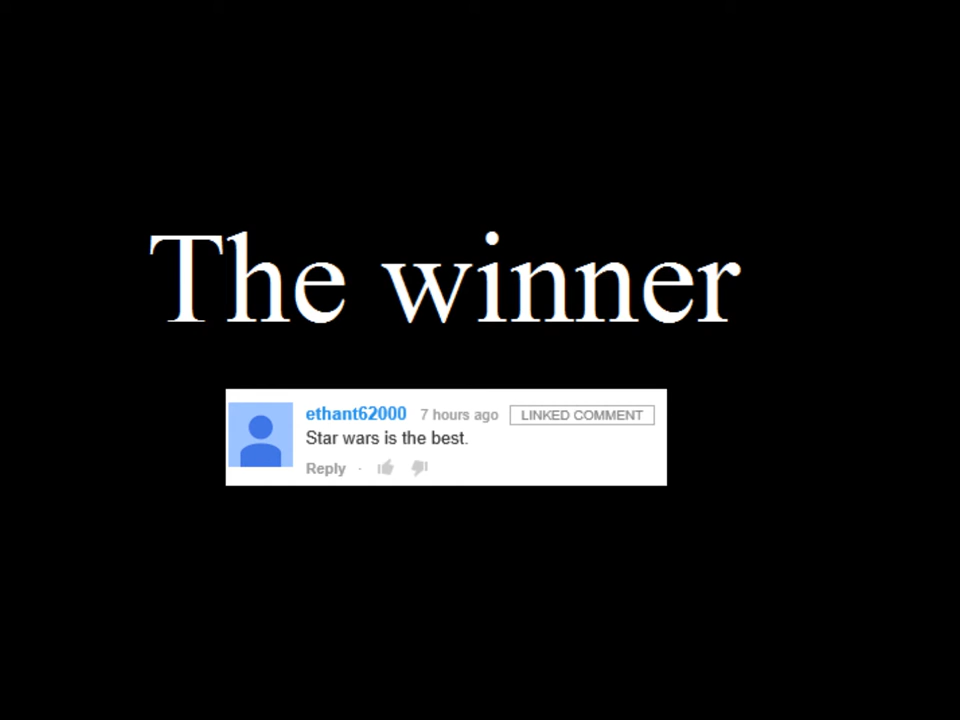 The winner
ethant62000 7 hours ago LINKED COMMENT
Star wars is the best.
Reply ·